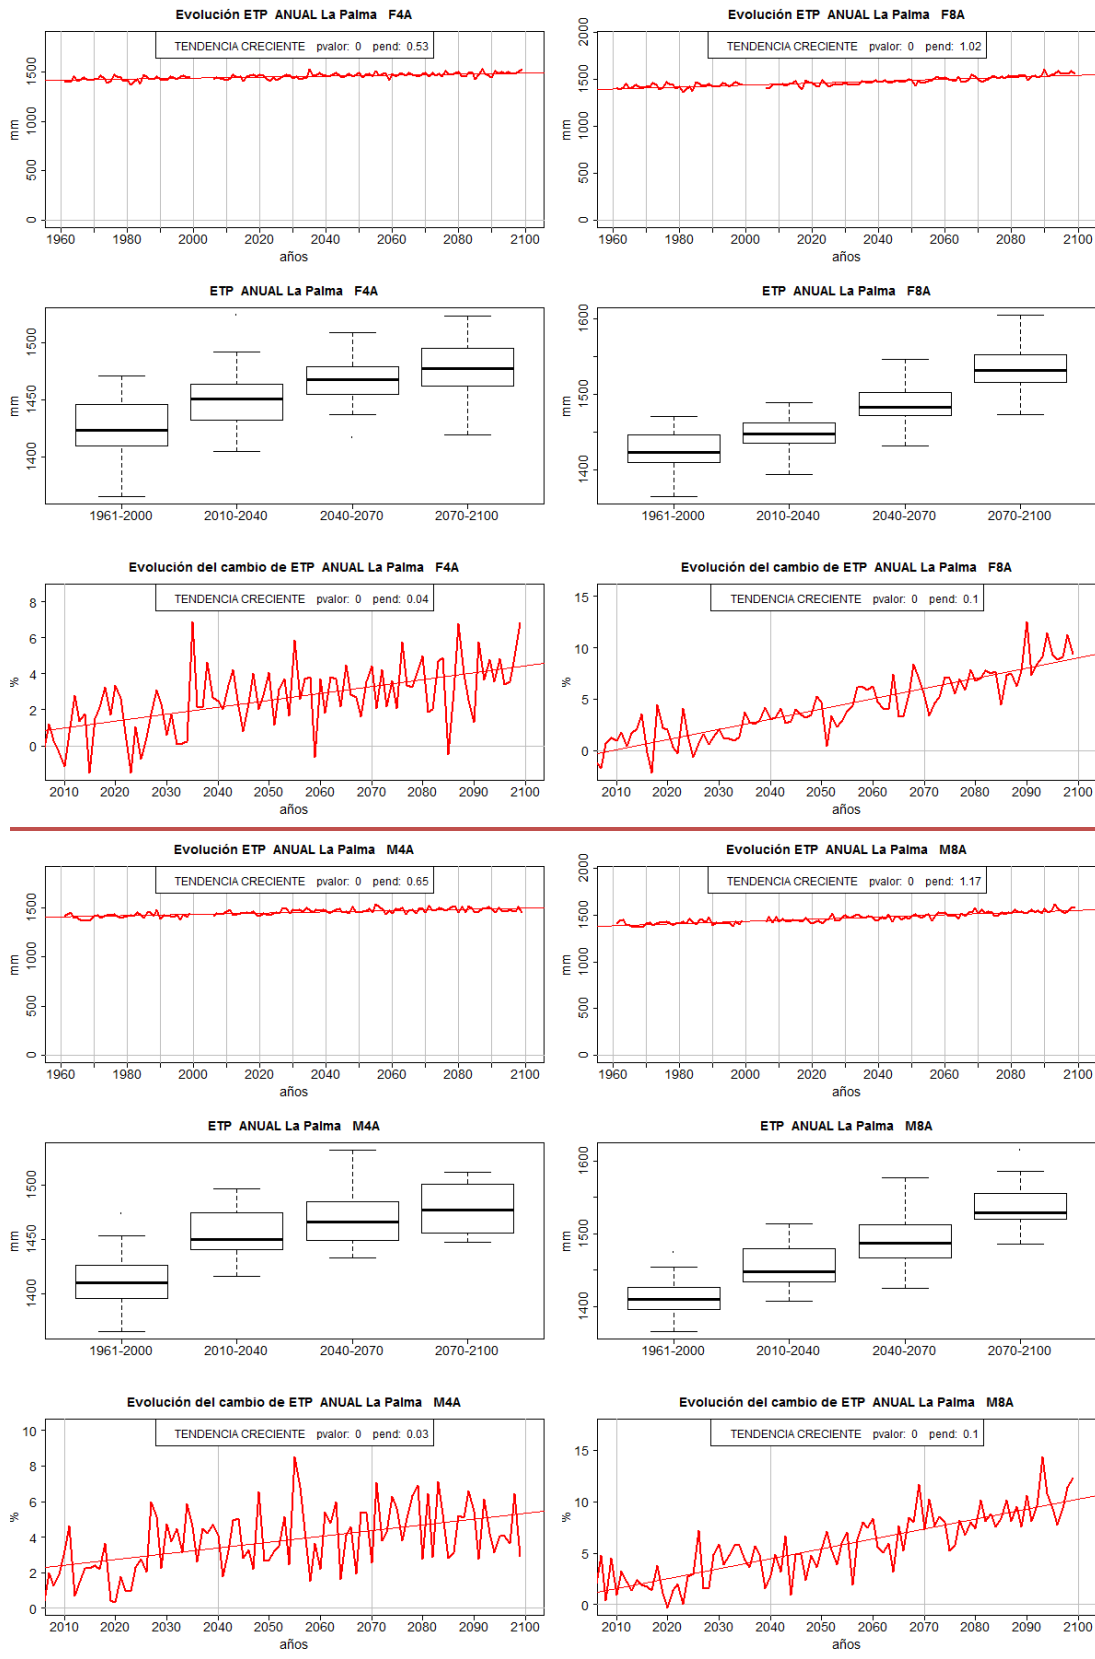 Evolución ETP ANUAL La Palma F4A
TENDENCIA CRECIENTE pvalor: 0 pend: 0.53
mm
0 500 1000 1500
1960 1980 2000 2020 2040 2060 2080 2100
años
Evolución ETP ANUAL La Palma F8A
TENDENCIA CRECIENTE pvalor: 0 pend: 1.02
mm
0 500 1000 1500 2000
1960 1980 2000 2020 2040 2060 2080 2100
años
ETP ANUAL La Palma F4A
mm
1400 1450 1500
1961-2000 2010-2040 2040-2070 2070-2100
ETP ANUAL La Palma F8A
mm
1400 1500 1600
1961-2000 2010-2040 2040-2070 2070-2100
Evolución del cambio de ETP ANUAL La Palma F4A
TENDENCIA CRECIENTE pvalor: 0 pend: 0.04
%
8
6
4
2
0
2010 2020 2030 2040 2050 2060 2070 2080 2090 2100
años
Evolución del cambio de ETP ANUAL La Palma F8A
TENDENCIA CRECIENTE pvalor: 0 pend: 0.1
%
15
10
5
0
2010 2020 2030 2040 2050 2060 2070 2080 2090 2100
años
Evolución ETP ANUAL La Palma M4A
TENDENCIA CRECIENTE pvalor: 0 pend: 0.65
mm
0 500 1000 1500
1960 1980 2000 2020 2040 2060 2080 2100
años
Evolución ETP ANUAL La Palma M8A
TENDENCIA CRECIENTE pvalor: 0 pend: 1.17
mm
0 500 1000 1500 2000
1960 1980 2000 2020 2040 2060 2080 2100
años
ETP ANUAL La Palma M4A
mm
1400 1450 1500
1961-2000 2010-2040 2040-2070 2070-2100
ETP ANUAL La Palma M8A
mm
1400 1500 1600
1961-2000 2010-2040 2040-2070 2070-2100
Evolución del cambio de ETP ANUAL La Palma M4A
TENDENCIA CRECIENTE pvalor: 0 pend: 0.03
%
10
8
6
4
2
0
2010 2020 2030 2040 2050 2060 2070 2080 2090 2100
años
Evolución del cambio de ETP ANUAL La Palma M8A
TENDENCIA CRECIENTE pvalor: 0 pend: 0.1
%
15
10
5
0
2010 2020 2030 2040 2050 2060 2070 2080 2090 2100
años